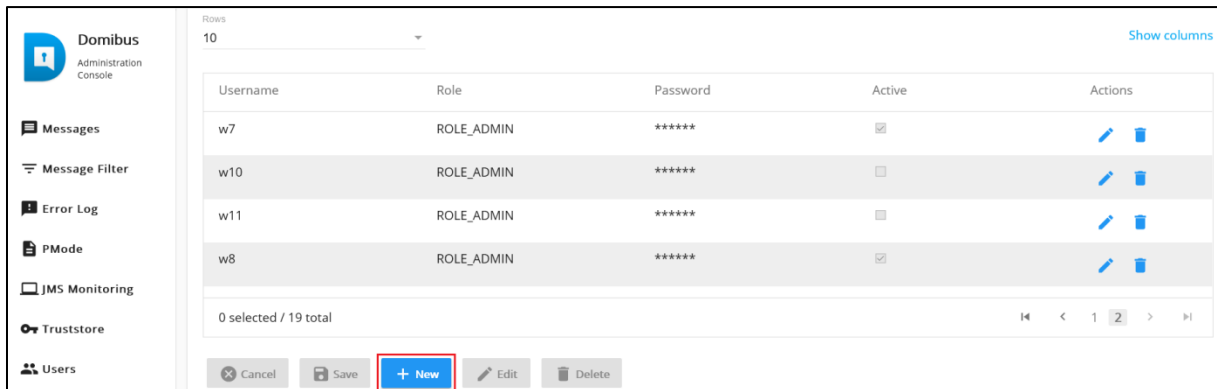 Domibus
Administration
Console
Messages
Message Filter
Error Log
PMode
JMS Monitoring
Truststore
Users
Rows
10
Show columns
Username Role Password Active Actions
w7 ROLE_ADMIN ******
w10 ROLE_ADMIN ******
w11 ROLE_ADMIN ******
w8 ROLE_ADMIN ******
0 selected / 19 total 1 2
Cancel Save + New Edit Delete